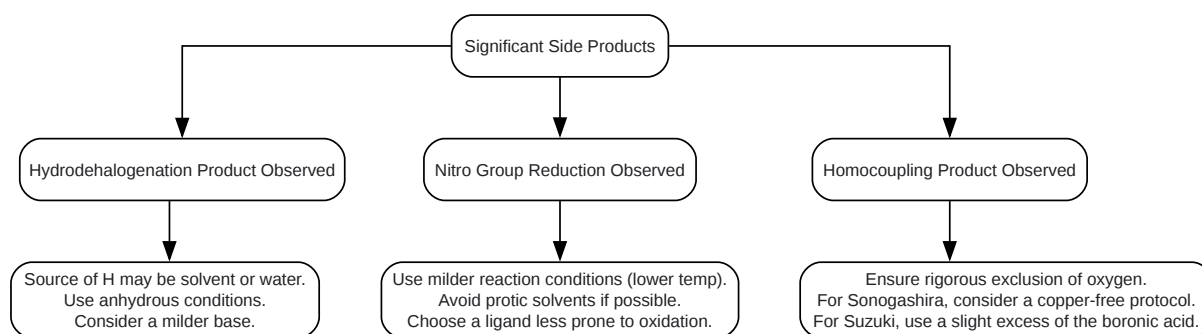 Significant Side Products
Hydrodehalogenation Product Observed
Nitro Group Reduction Observed
Homocoupling Product Observed
Source of H may be solvent or water.
Use anhydrous conditions.
Consider a milder base.
Use milder reaction conditions (lower temp).
Avoid protic solvents if possible.
Choose a ligand less prone to oxidation.
Ensure rigorous exclusion of oxygen.
For Sonogashira, consider a copper-free protocol.
For Suzuki, use a slight excess of the boronic acid.